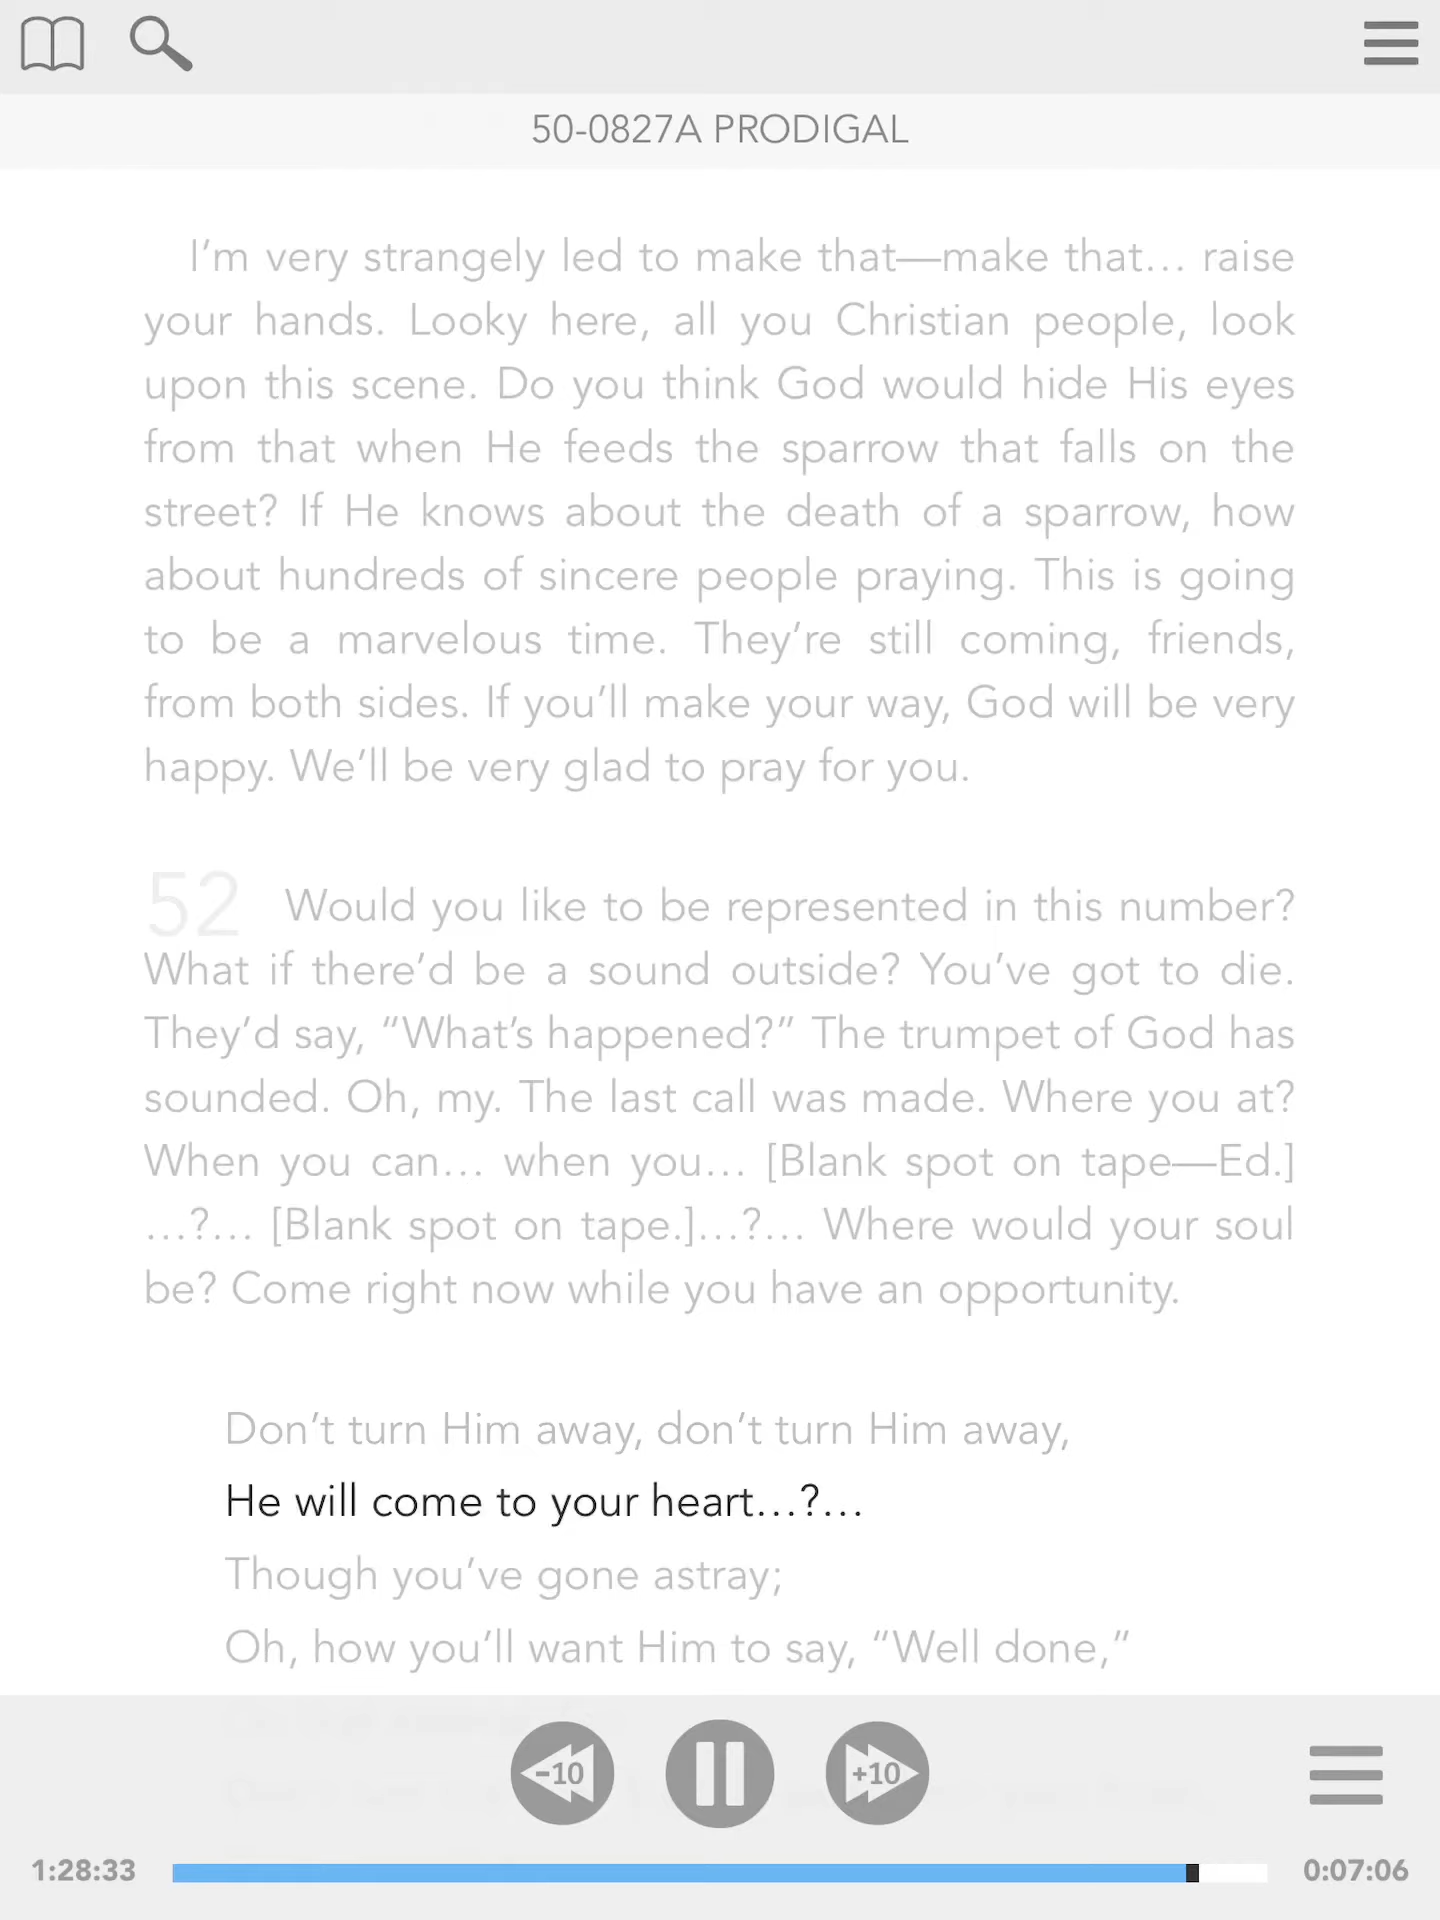 50-0827A PRODIGAL
I’m very strangely led to make that—make that… raise
your hands. Looky here, all you Christian people, look
upon this scene. Do you think God would hide His eyes
from that when He feeds the sparrow that falls on the
street? If He knows about the death of a sparrow, how
about hundreds of sincere people praying. This is going
to be a marvelous time. They’re still coming, friends,
from both sides. If you’ll make your way, God will be very
happy. We’ll be very glad to pray for you.
52 Would you like to be represented in this number?
What if there’d be a sound outside? You’ve got to die.
They’d say, “What’s happened?” The trumpet of God has
sounded. Oh, my. The last call was made. Where you at?
When you can… when you… [Blank spot on tape—Ed.]
…?… [Blank spot on tape.]…?… Where would your soul
be? Come right now while you have an opportunity.
Don’t turn Him away, don’t turn Him away,
He will come to your heart…?…
Though you’ve gone astray;
Oh, how you’ll want Him to say, “Well done,”
-10 +10
1:28:33 0:07:06